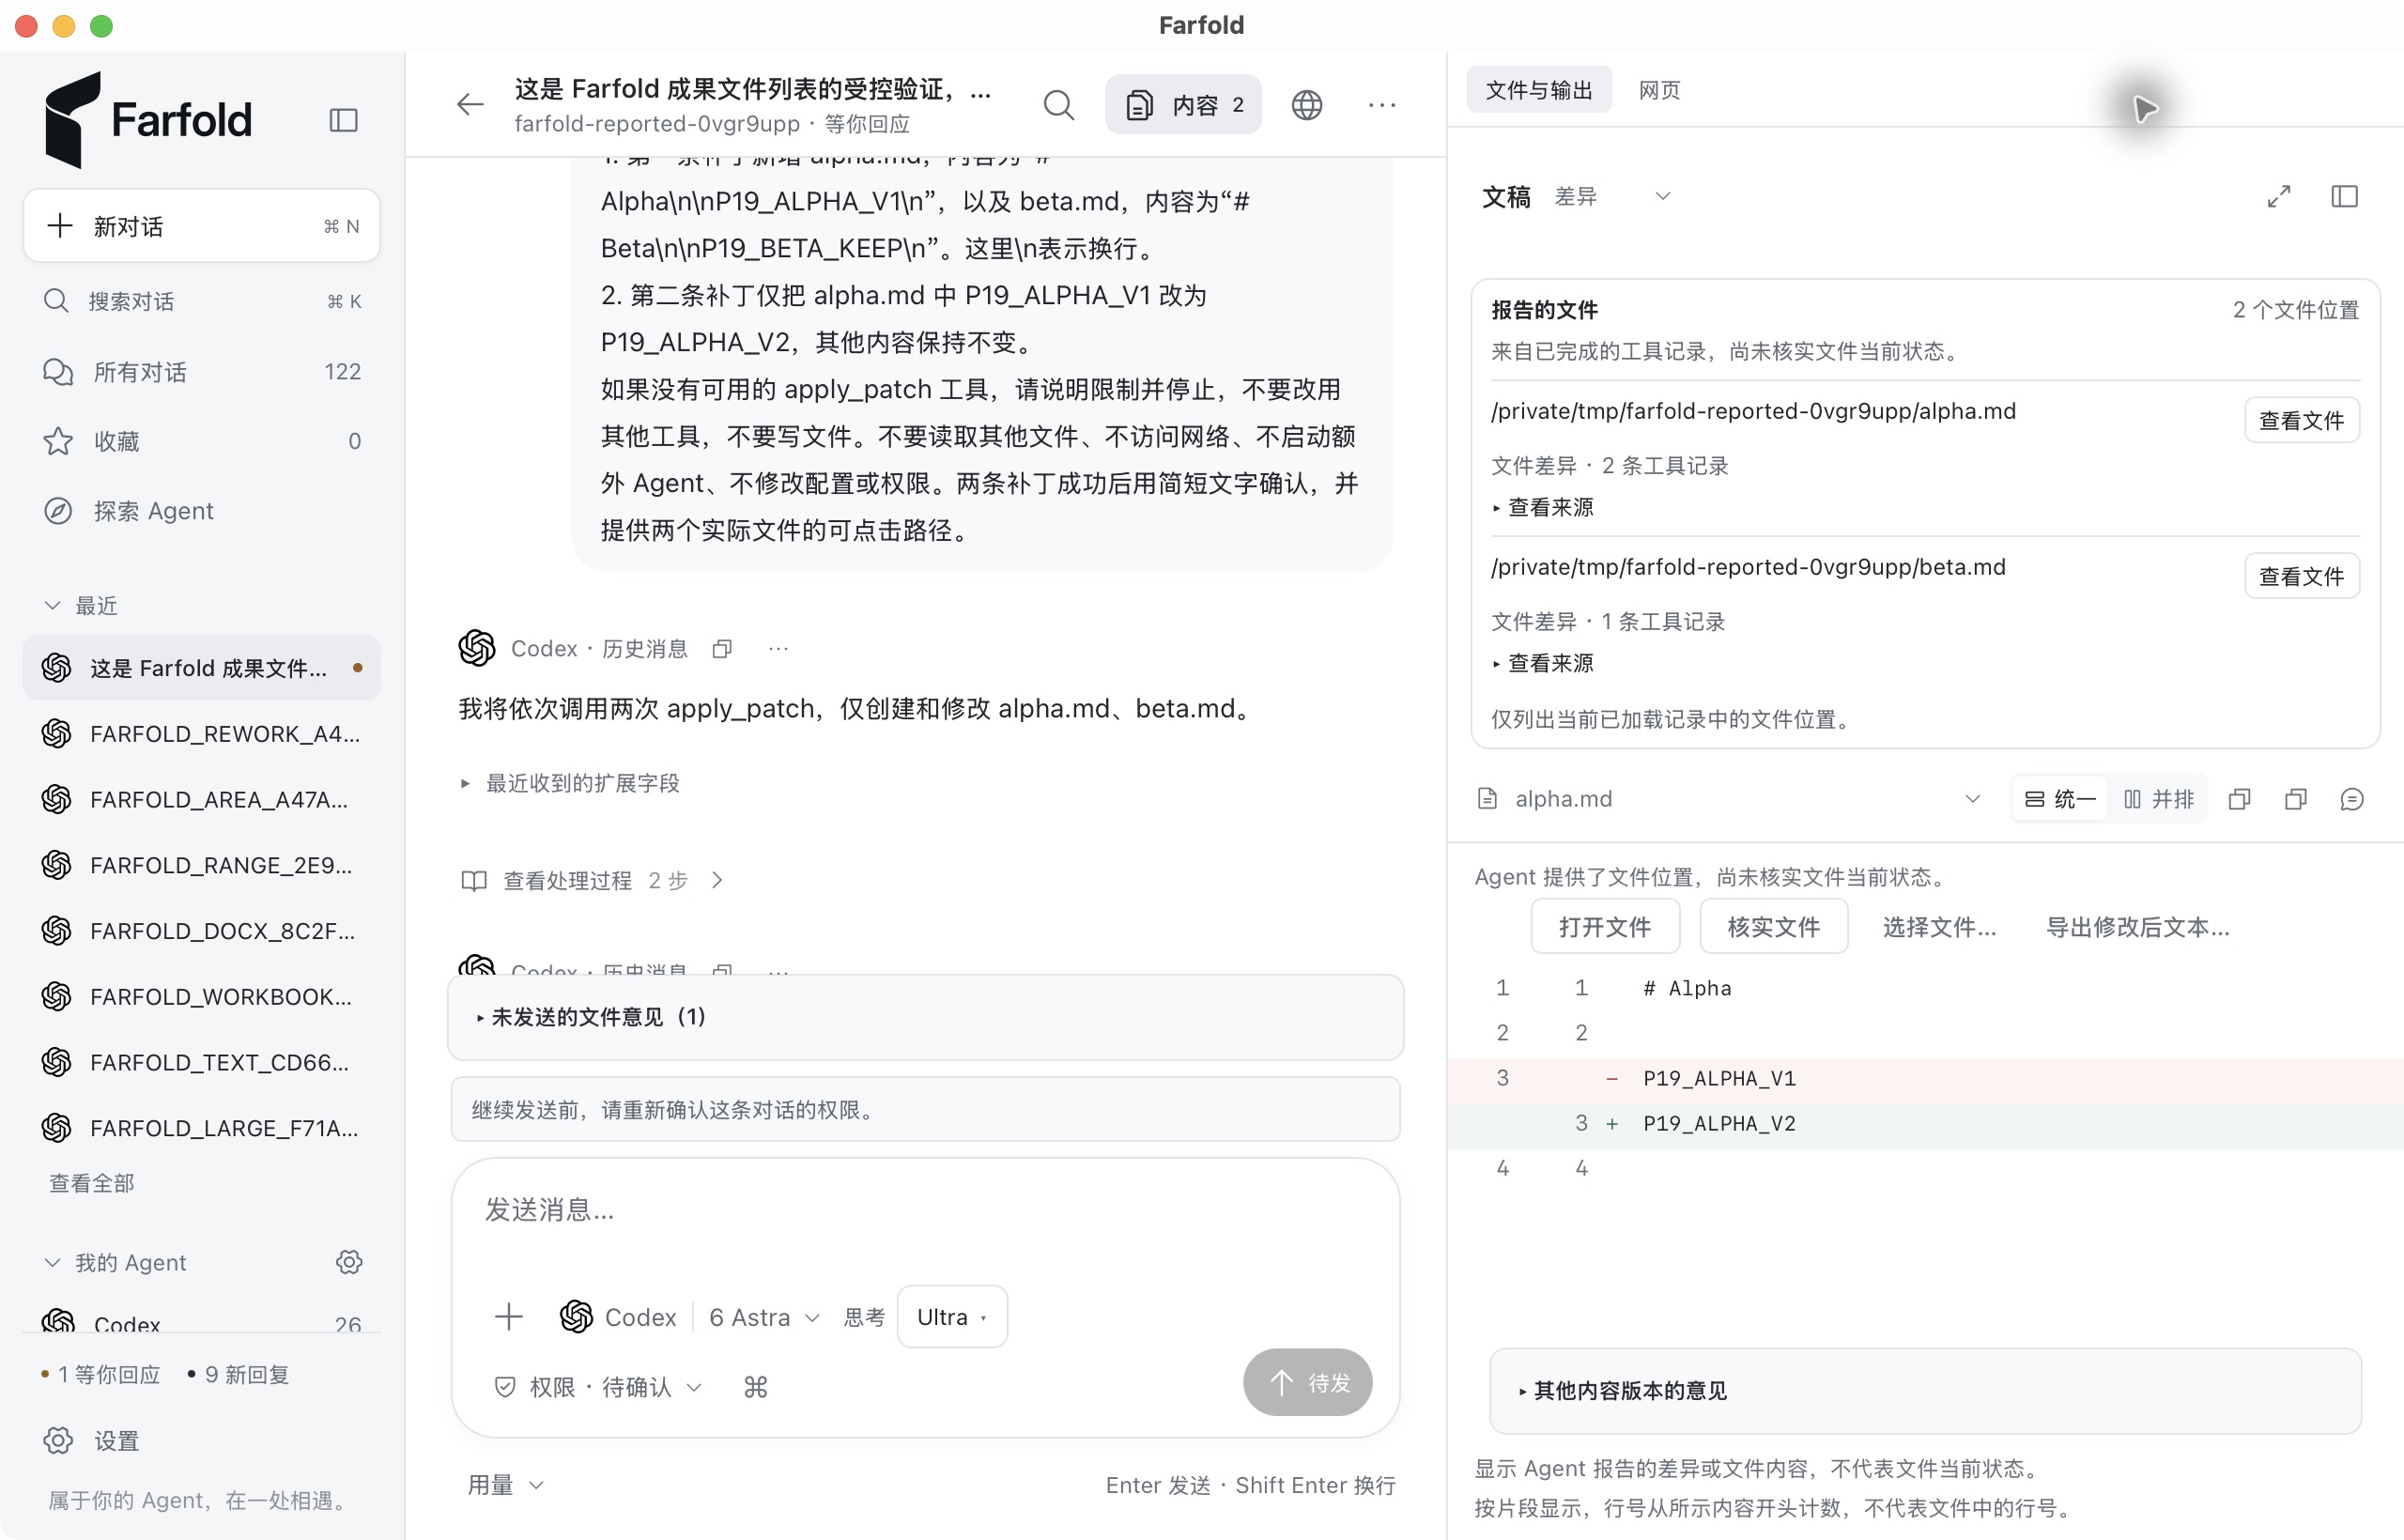 Farfold
Farfold
新对话
⌘ N
搜索对话
⌘ K
所有对话
122
收藏
0
探索 Agent
最近
这是 Farfold 成果文件...
FARFOLD_REWORK_A4...
FARFOLD_AREA_A47A...
FARFOLD_RANGE_2E9...
FARFOLD_DOCX_8C2F...
FARFOLD_WORKBOOK...
FARFOLD_TEXT_CD66...
FARFOLD_LARGE_F71A...
查看全部
我的 Agent
Codex
26
1 等你回应
9 新回复
设置
属于你的 Agent，在一处相遇。
这是 Farfold 成果文件列表的受控验证，...
farfold-reported-0vgr9upp · 等你回应
内容 2
Alpha\n\nP19_ALPHA_V1\n”，以及 beta.md，内容为“#
Beta\n\nP19_BETA_KEEP\n”。这里\n表示换行。
2. 第二条补丁仅把 alpha.md 中 P19_ALPHA_V1 改为
P19_ALPHA_V2，其他内容保持不变。
如果没有可用的 apply_patch 工具，请说明限制并停止，不要改用
其他工具，不要写文件。不要读取其他文件、不访问网络、不启动额
外 Agent、不修改配置或权限。两条补丁成功后用简短文字确认，并
提供两个实际文件的可点击路径。
Codex · 历史消息
···
我将依次调用两次 apply_patch，仅创建和修改 alpha.md、beta.md。
最近收到的扩展字段
查看处理过程 2 步
Codex · 历史消息
未发送的文件意见（1）
继续发送前，请重新确认这条对话的权限。
发送消息...
Codex
6 Astra
思考
Ultra
权限 · 待确认
⌘
待发
用量
Enter 发送 · Shift Enter 换行
文件与输出
网页
文稿
差异
报告的文件
2 个文件位置
来自已完成的工具记录，尚未核实文件当前状态。
/private/tmp/farfold-reported-0vgr9upp/alpha.md
查看文件
文件差异 · 2 条工具记录
查看来源
/private/tmp/farfold-reported-0vgr9upp/beta.md
查看文件
文件差异 · 1 条工具记录
查看来源
仅列出当前已加载记录中的文件位置。
alpha.md
统一
并排
Agent 提供了文件位置，尚未核实文件当前状态。
打开文件
核实文件
选择文件...
导出修改后文本...
1 1 # Alpha
2 2
3 − P19_ALPHA_V1
3 + P19_ALPHA_V2
4 4
其他内容版本的意见
显示 Agent 报告的差异或文件内容，不代表文件当前状态。
按片段显示，行号从所示内容开头计数，不代表文件中的行号。